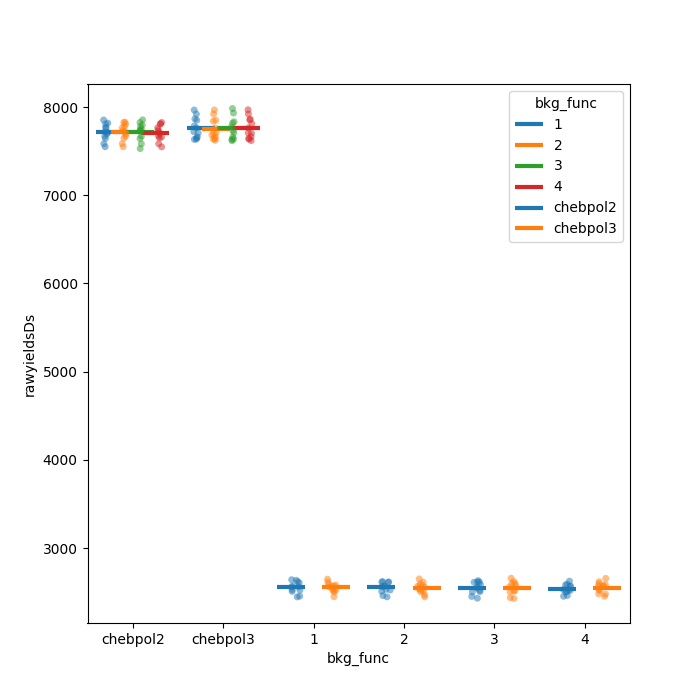 bkg_func
1
2
3
4
chebpol2
chebpol3
8000
7000
6000
5000
4000
3000
rawyieldsDs
chebpol2 chebpol3 1 2 3 4
bkg_func